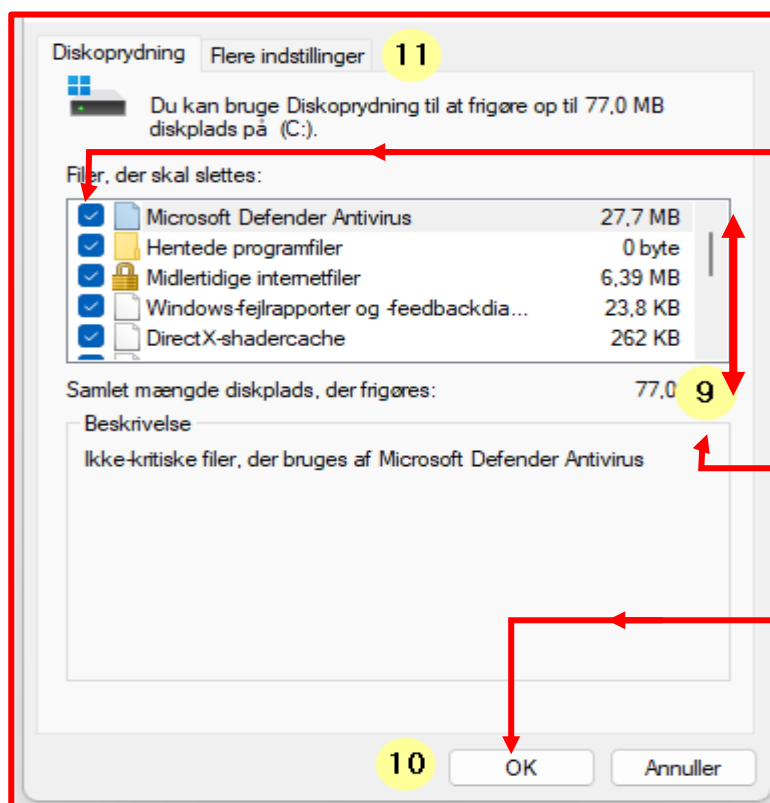 Diskoprydning Flere indstillinger 11
Du kan bruge Diskoprydning til at frigøre op til 77,0 MB
diskplads på (C:).
Filer, der skal slettes:
Microsoft Defender Antivirus 27,7 MB
Hentede programfiler 0 byte
Midlertidige internetfiler 6,39 MB
Windows-fejlrapporter og -feedbackdia... 23,8 KB
DirectX-shadercache 262 KB
Samlet mængde diskplads, der frigøres: 77,0 9
Beskrivelse
Ikke-kritiske filer, der bruges af Microsoft Defender Antivirus
10 OK Annuller